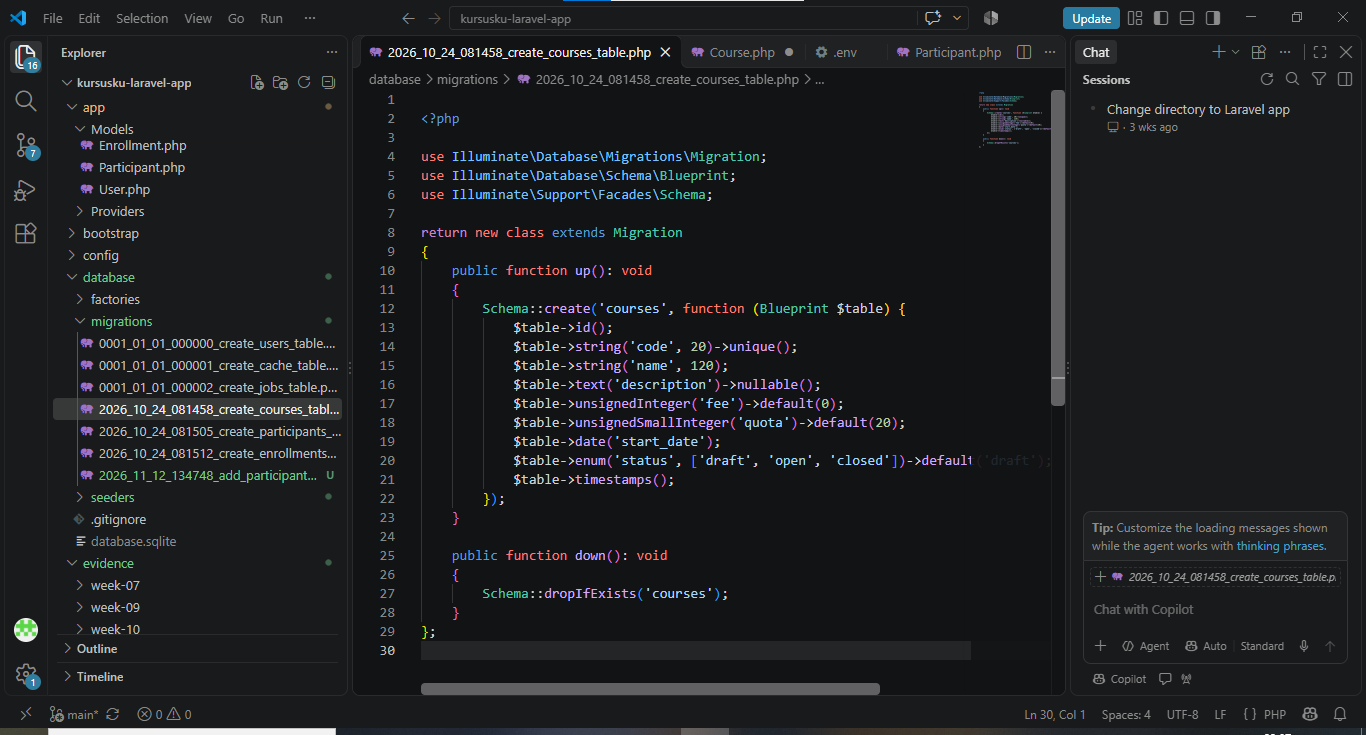 File Edit Selection View Go Run ···
kursusku-laravel-app
Update
Explorer
16
7
1
kursusku-laravel-app
app
Models
Enrollment.php
Participant.php
User.php
Providers
bootstrap
config
database
factories
migrations
0001_01_01_000000_create_users_table....
0001_01_01_000001_create_cache_table....
0001_01_01_000002_create_jobs_table.p...
2026_10_24_081458_create_courses_tabl...
2026_10_24_081505_create_participants_...
2026_10_24_081512_create_enrollments...
2026_11_12_134748_add_participant... U
seeders
.gitignore
database.sqlite
evidence
week-07
week-09
week-10
Outline
Timeline
2026_10_24_081458_create_courses_table.php Course.php .env Participant.php
database > migrations > 2026_10_24_081458_create_courses_table.php > ...
1
2 <?php
3
4 use Illuminate\Database\Migrations\Migration;
5 use Illuminate\Database\Schema\Blueprint;
6 use Illuminate\Support\Facades\Schema;
7
8 return new class extends Migration
9 {
10 public function up(): void
11 {
12 Schema::create('courses', function (Blueprint $table) {
13 $table->id();
14 $table->string('code', 20)->unique();
15 $table->string('name', 120);
16 $table->text('description')->nullable();
17 $table->unsignedInteger('fee')->default(0);
18 $table->unsignedSmallInteger('quota')->default(20);
19 $table->date('start_date');
20 $table->enum('status', ['draft', 'open', 'closed'])->default('draft');
21 $table->timestamps();
22 });
23 }
24
25 public function down(): void
26 {
27 Schema::dropIfExists('courses');
28 }
29 };
30
Chat
Sessions
Change directory to Laravel app
· 3 wks ago
Tip: Customize the loading messages shown
while the agent works with thinking phrases.
2026_10_24_081458_create_courses_table.p
Chat with Copilot
Agent Auto Standard
Copilot
main* 0 0
Ln 30, Col 1 Spaces: 4 UTF-8 LF { } PHP